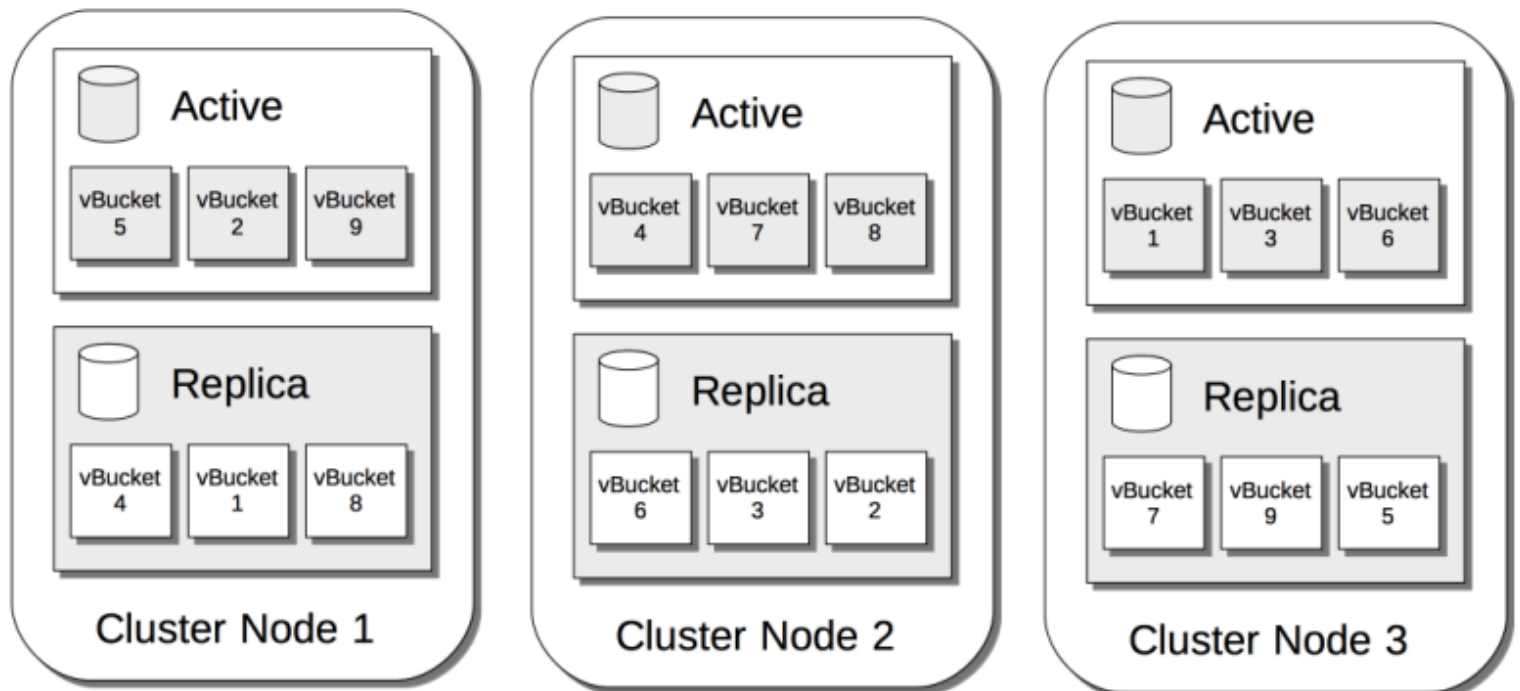 Active
vBucket
5
vBucket
2
vBucket
9
Replica
vBucket
4
vBucket
1
vBucket
8
Cluster Node 1
Active
vBucket
4
vBucket
7
vBucket
8
Replica
vBucket
6
vBucket
3
vBucket
2
Cluster Node 2
Active
vBucket
1
vBucket
3
vBucket
6
Replica
vBucket
7
vBucket
9
vBucket
5
Cluster Node 3